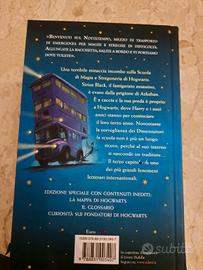 «Benvenuti sul Nottetempo, mezzo di trasporto
di emergenza per maghi e streghe in difficoltà.
Allungate la bacchetta, salite a bordo e vi portiamo
dove volete».
Una terribile minaccia incombe sulla Scuola
di Magia e Stregoneria di Hogwarts.
Sirius Black, il famigerato assassino,
è evaso dalla prigione di Azkaban.
È a caccia e la sua preda è proprio
a Hogwarts, dove Harry e i suoi
amici stanno per cominciare
il loro terzo anno. Nonostante
la sorveglianza dei Dissennatori
la scuola non è più un luogo
sicuro, perché al suo interno
si nasconde un traditore...
Il terzo capitolo
di uno
dei più grandi fenomeni
letterari internazionali.
EDIZIONE SPECIALE CON CONTENUTI INEDITI:
LA MAPPA DI HOGWARTS
IL GLOSSARIO
CURIOSITÀ SUI FONDATORI DI HOGWARTS
Euro
subito